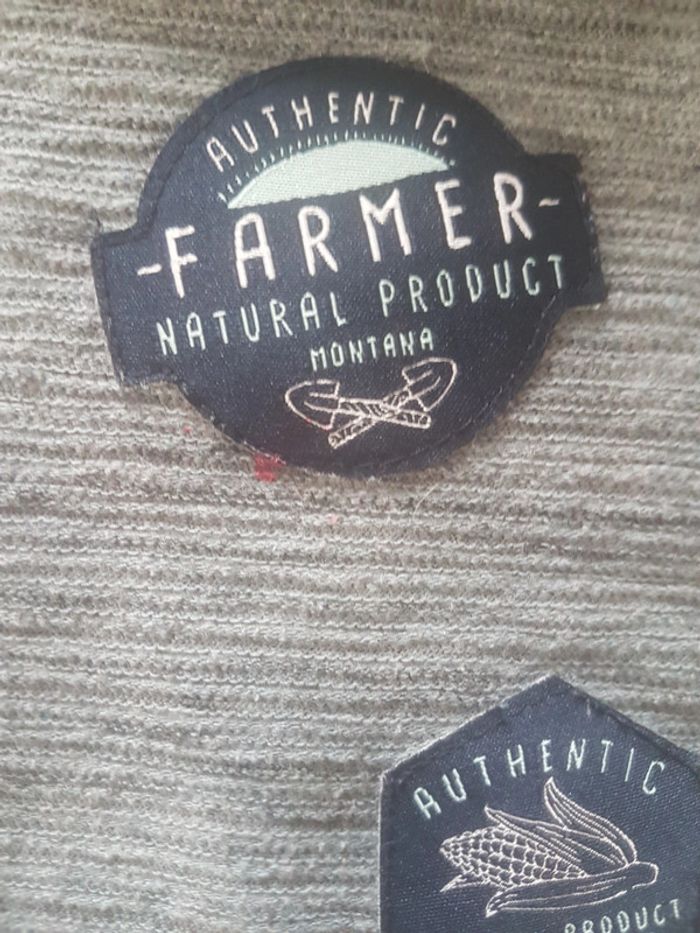 AUTHENTIC
-FARMER-
NATURAL PRODUCT
MONTANA
AUTHENTIC
PRODUCT